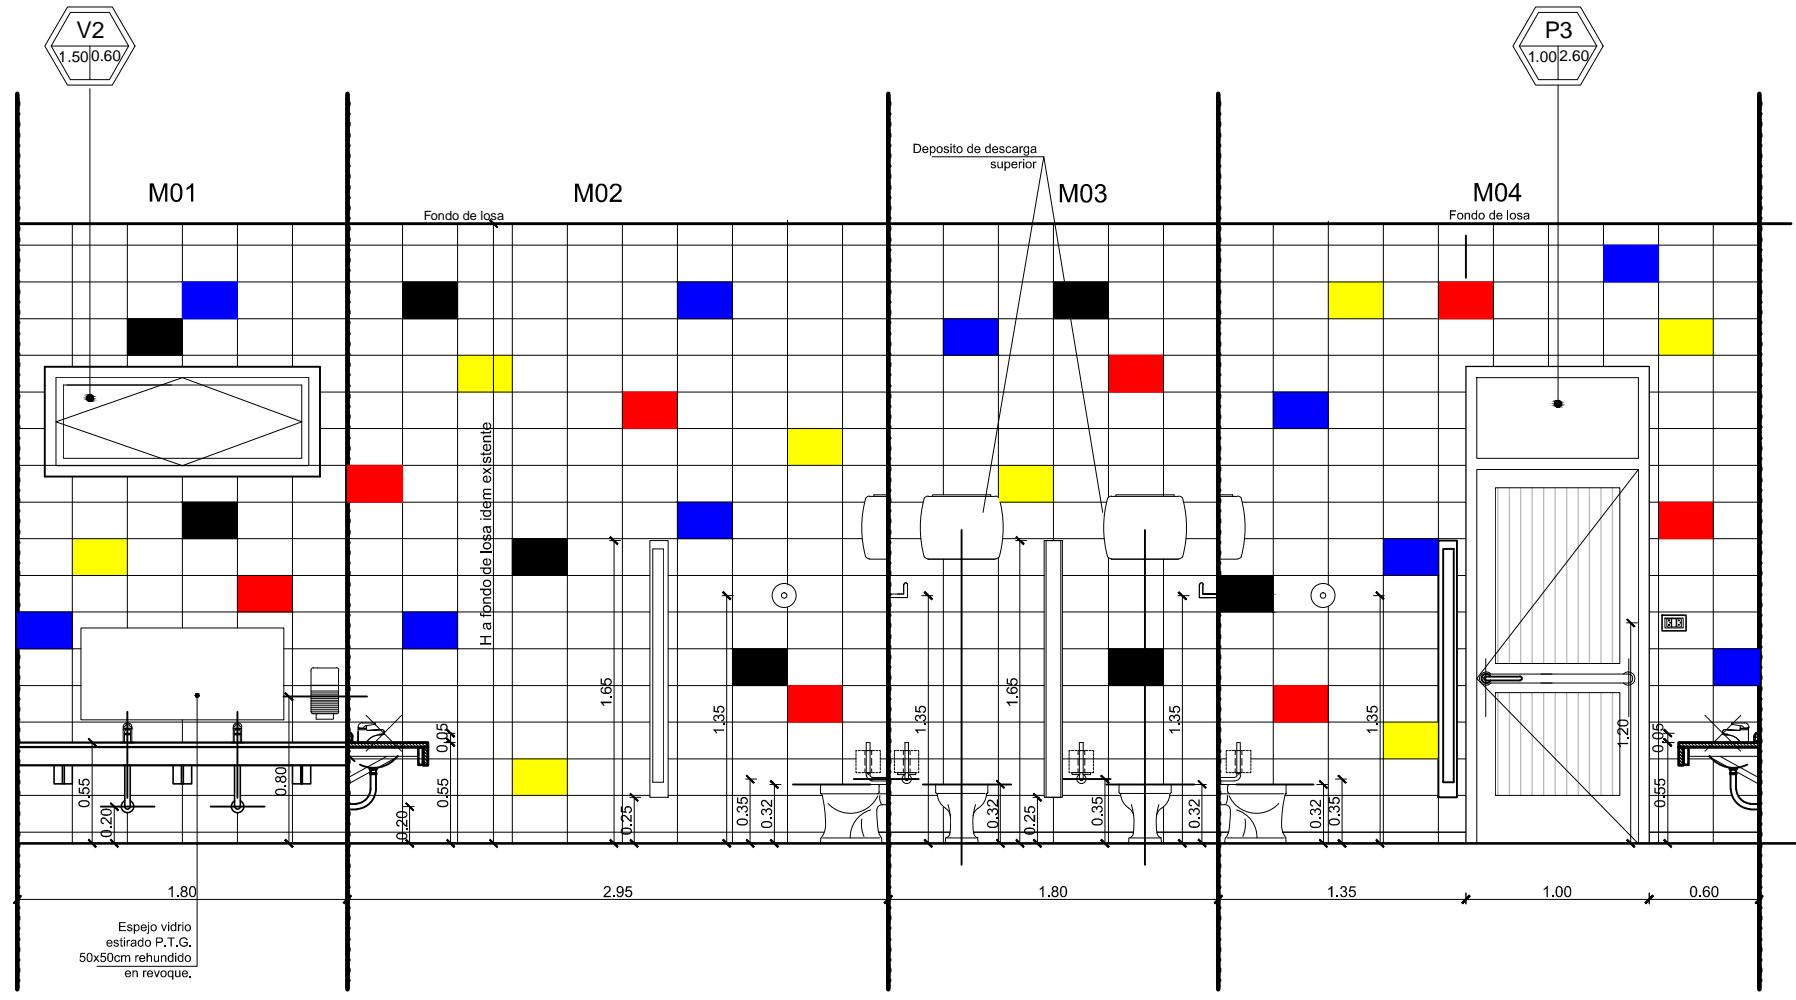 V2
1.50 0.60
P3
1.00 2.60
Deposito de descarga
superior
M01
M02
M03
M04
Fondo de losa
Fondo de losa
H a fondo de losa idem existente
0.55
0.20
0.80
0.20
0.05
0.55
1.65
0.25
1.35
0.35
0.32
1.35
0.32
1.65
0.25
0.35
1.35
0.32
0.32
0.35
1.35
1.20
0.05
0.55
1.80
2.95
1.80
1.35
1.00
0.60
Espejo vidrio
estirado P.T.G.
50x50cm rehundido
en revoque.